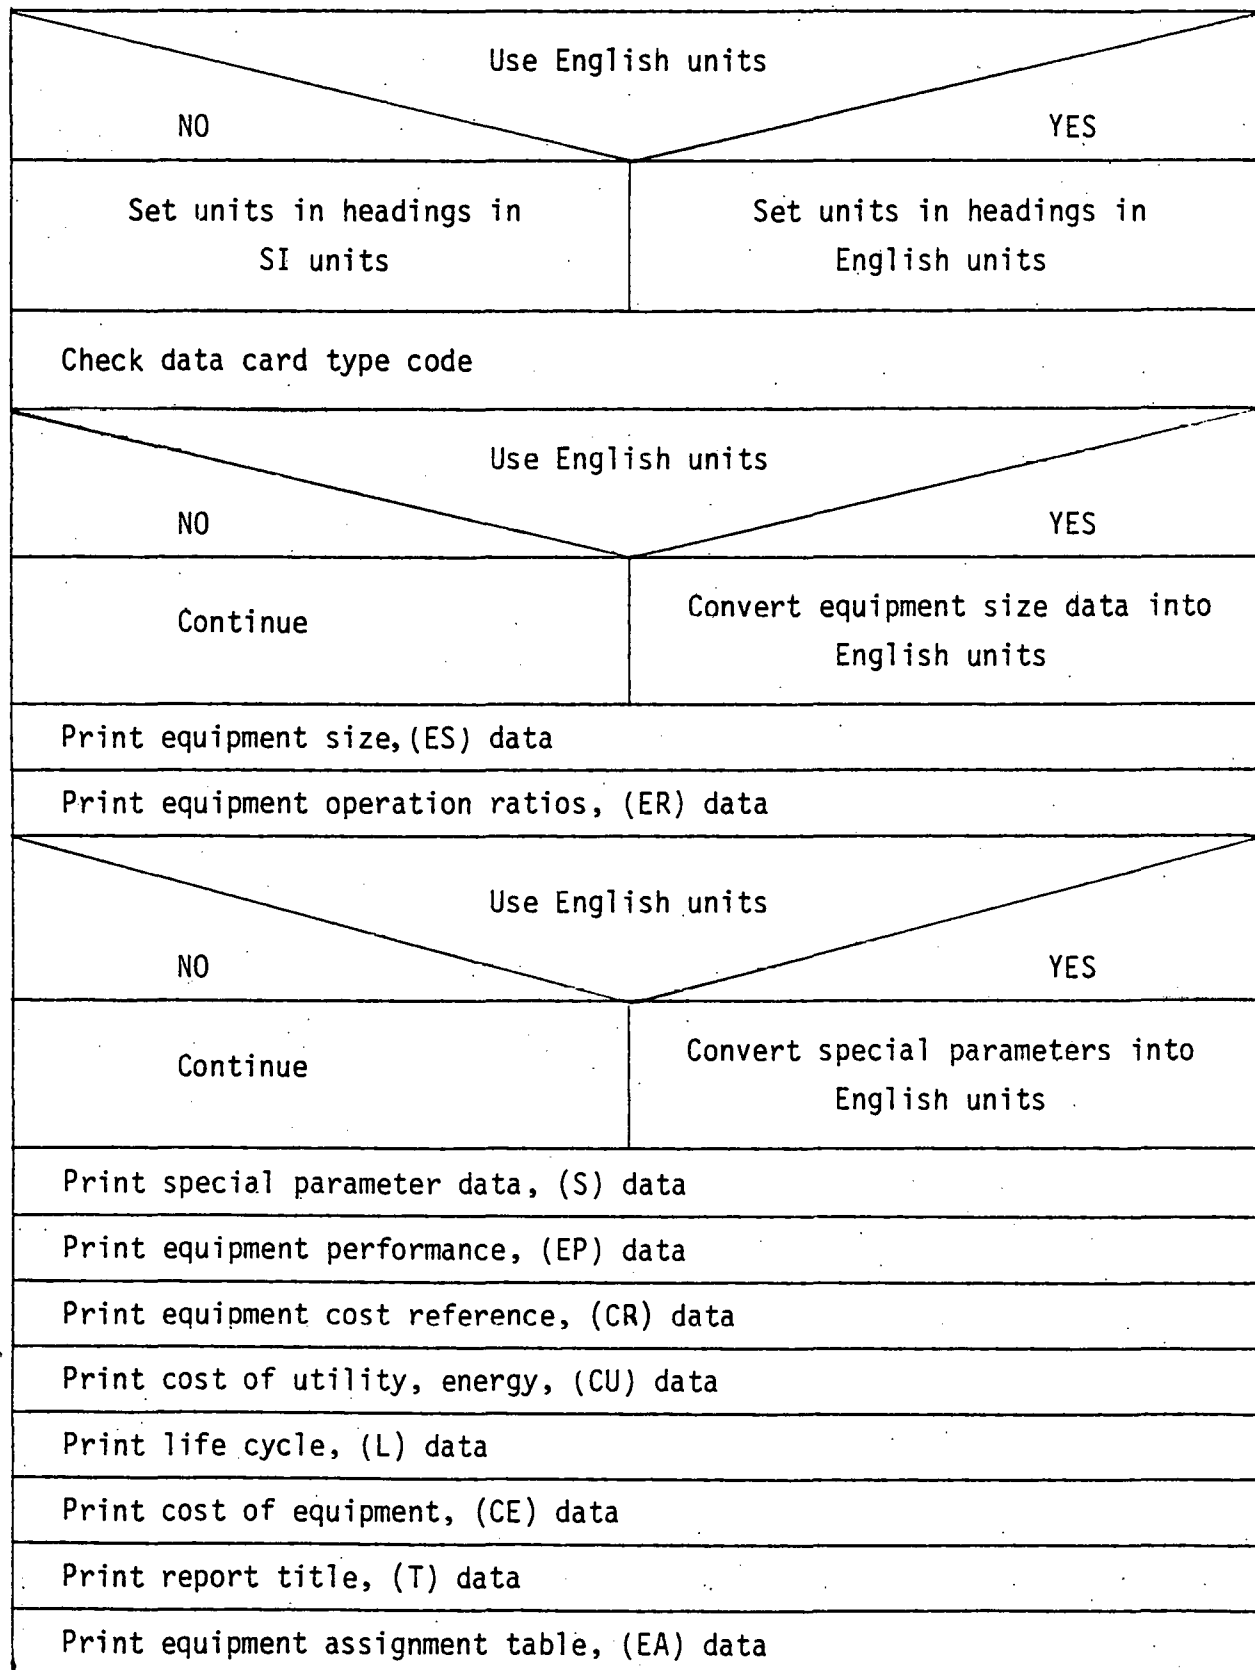 Use English units
NO
YES
Set units in headings in
SI units
Set units in headings in
English units
Check data card type code
Use English units
NO
YES
Continue
Convert equipment size data into
English units
Print equipment size, (ES) data
Print equipment operation ratios, (ER) data
Use English units
NO
YES
Continue
Convert special parameters into
English units
Print special parameter data, (S) data
Print equipment performance, (EP) data
Print equipment cost reference, (CR) data
Print cost of utility, energy, (CU) data
Print life cycle, (L) data
Print cost of equipment, (CE) data
Print report title, (T) data
Print equipment assignment table, (EA) data